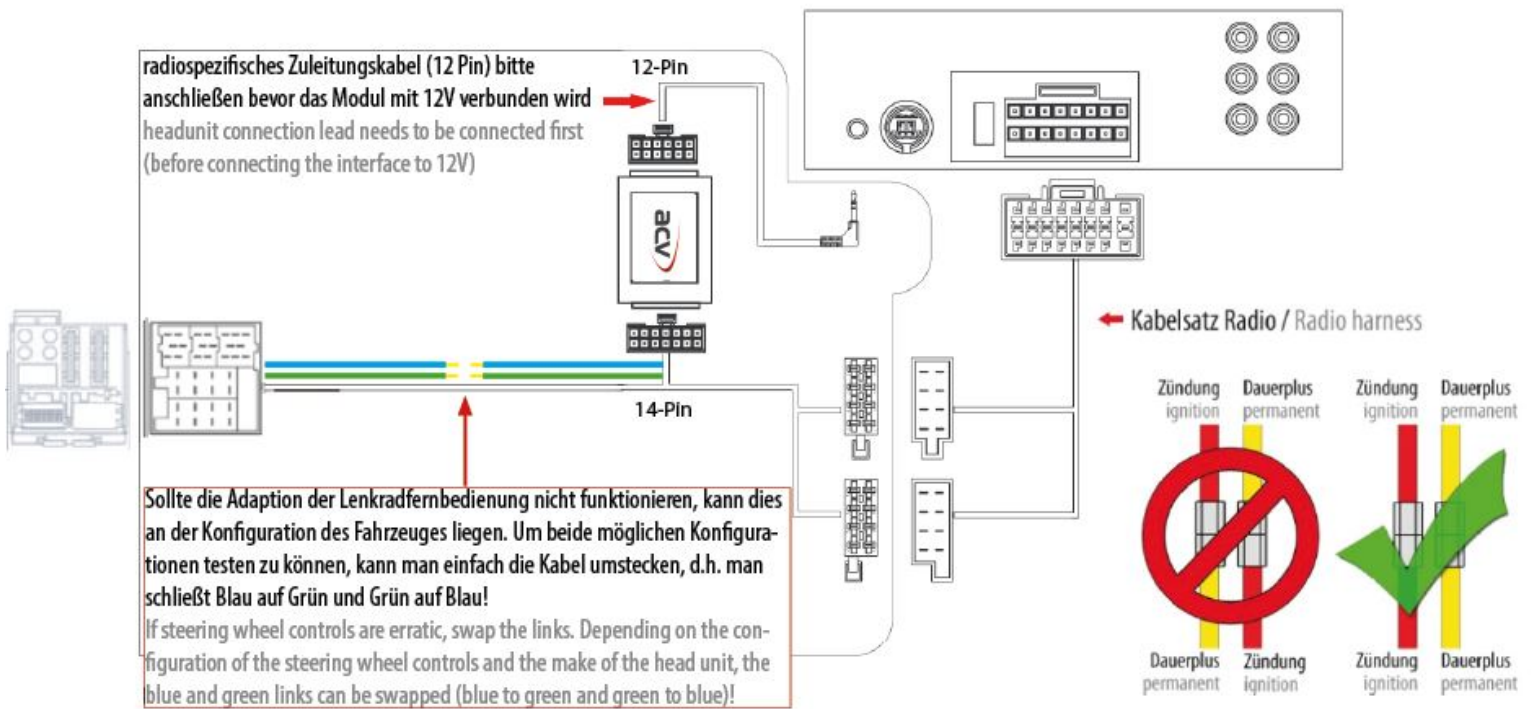 radiospezifisches Zuleitungskabel (12 Pin) bitte
anschließen bevor das Modul mit 12V verbunden wird
headunit connection lead needs to be connected first
(before connecting the interface to 12V)
12-Pin
acv
14-Pin
Kabelsatz Radio / Radio harness
Sollte die Adaption der Lenkradfernbedienung nicht funktionieren, kann dies
an der Konfiguration des Fahrzeuges liegen. Um beide möglichen Konfigura-
tionen testen zu können, kann man einfach die Kabel umstecken, d.h. man
schließt Blau auf Grün und Grün auf Blau!
If steering wheel controls are erratic, swap the links. Depending on the con-
figuration of the steering wheel controls and the make of the head unit, the
blue and green links can be swapped (blue to green and green to blue)!
Zündung Dauerplus
ignition permanent
Dauerplus Zündung
permanent ignition
Zündung Dauerplus
ignition permanent
Zündung Dauerplus
ignition permanent